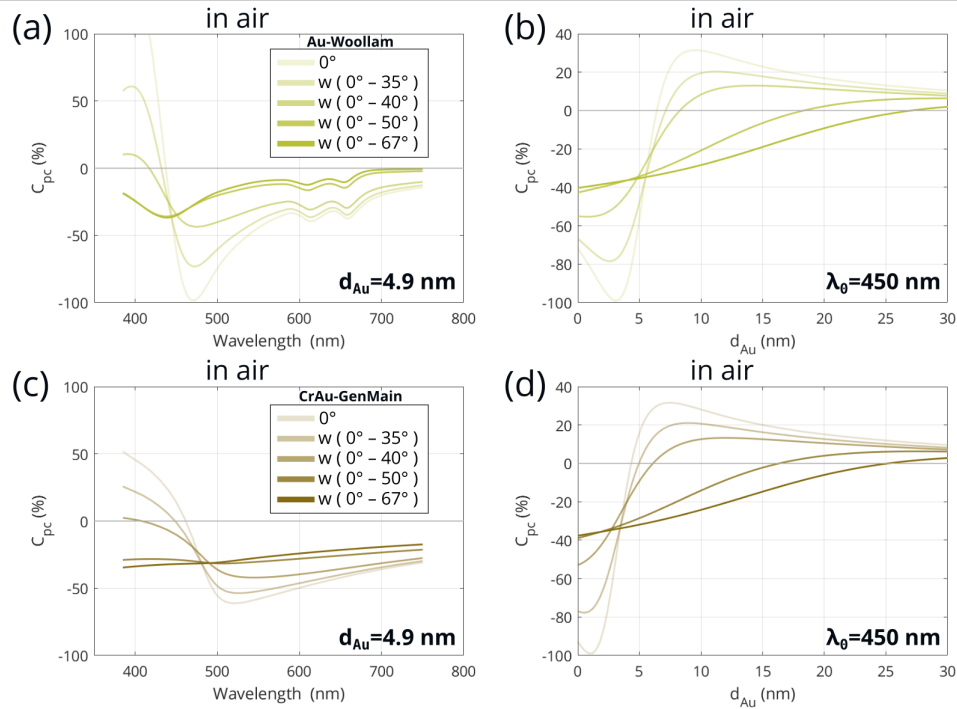 (a)
in air
100
50
0
-50
-100
C_pc (%)
Au-Woollam
0°
w ( 0° – 35° )
w ( 0° – 40° )
w ( 0° – 50° )
w ( 0° – 67° )
d_Au=4.9 nm
400 500 600 700 800
Wavelength (nm)
(b)
in air
40
20
0
-20
-40
-60
-80
-100
C_pc (%)
λ_θ=450 nm
0 5 10 15 20 25 30
d_Au (nm)
(c)
in air
100
50
0
-50
-100
C_pc (%)
CrAu-GenMain
0°
w ( 0° – 35° )
w ( 0° – 40° )
w ( 0° – 50° )
w ( 0° – 67° )
d_Au=4.9 nm
400 500 600 700 800
Wavelength (nm)
(d)
in air
40
20
0
-20
-40
-60
-80
-100
C_pc (%)
λ_θ=450 nm
0 5 10 15 20 25 30
d_Au (nm)